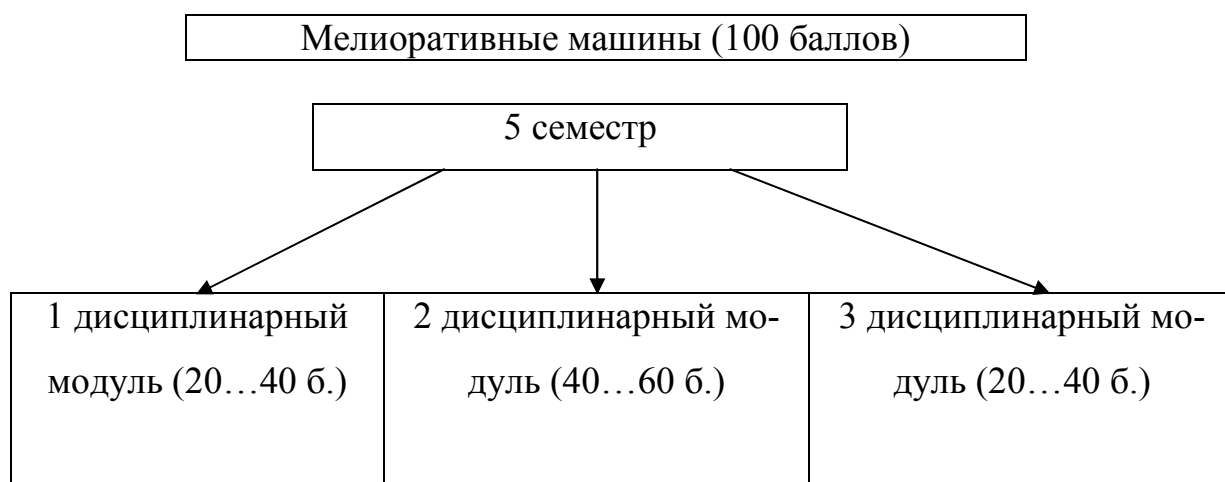 Мелиоративные машины (100 баллов)
5 семестр
1 дисциплинарный
модуль (20…40 б.)
2 дисциплинарный мо-
дуль (40…60 б.)
3 дисциплинарный мо-
дуль (20…40 б.)